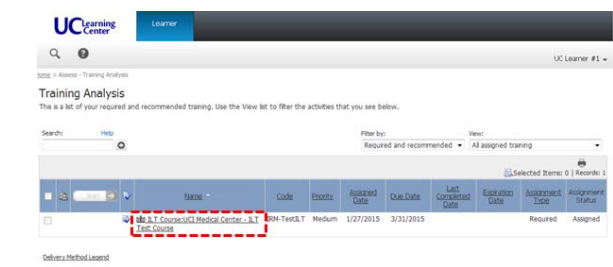 UC Learning Center
Learner
UC Learner #1
Home > Assess - Training Analysis
Training Analysis
This is a list of your required and recommended training. Use the View list to filter the activities that you see below.
Search: Help Filter by: View:
Required and recommended All assigned training
Selected Items: 0 | Records: 1
Start Name Code Priority Assigned Date Due Date Last Completed Date Expiration Date Assignment Type Assignment Status
ILT Course:UCI Medical Center - ILT Test Course RM-TestILT Medium 1/27/2015 3/31/2015 Required Assigned
Delivery Method Legend